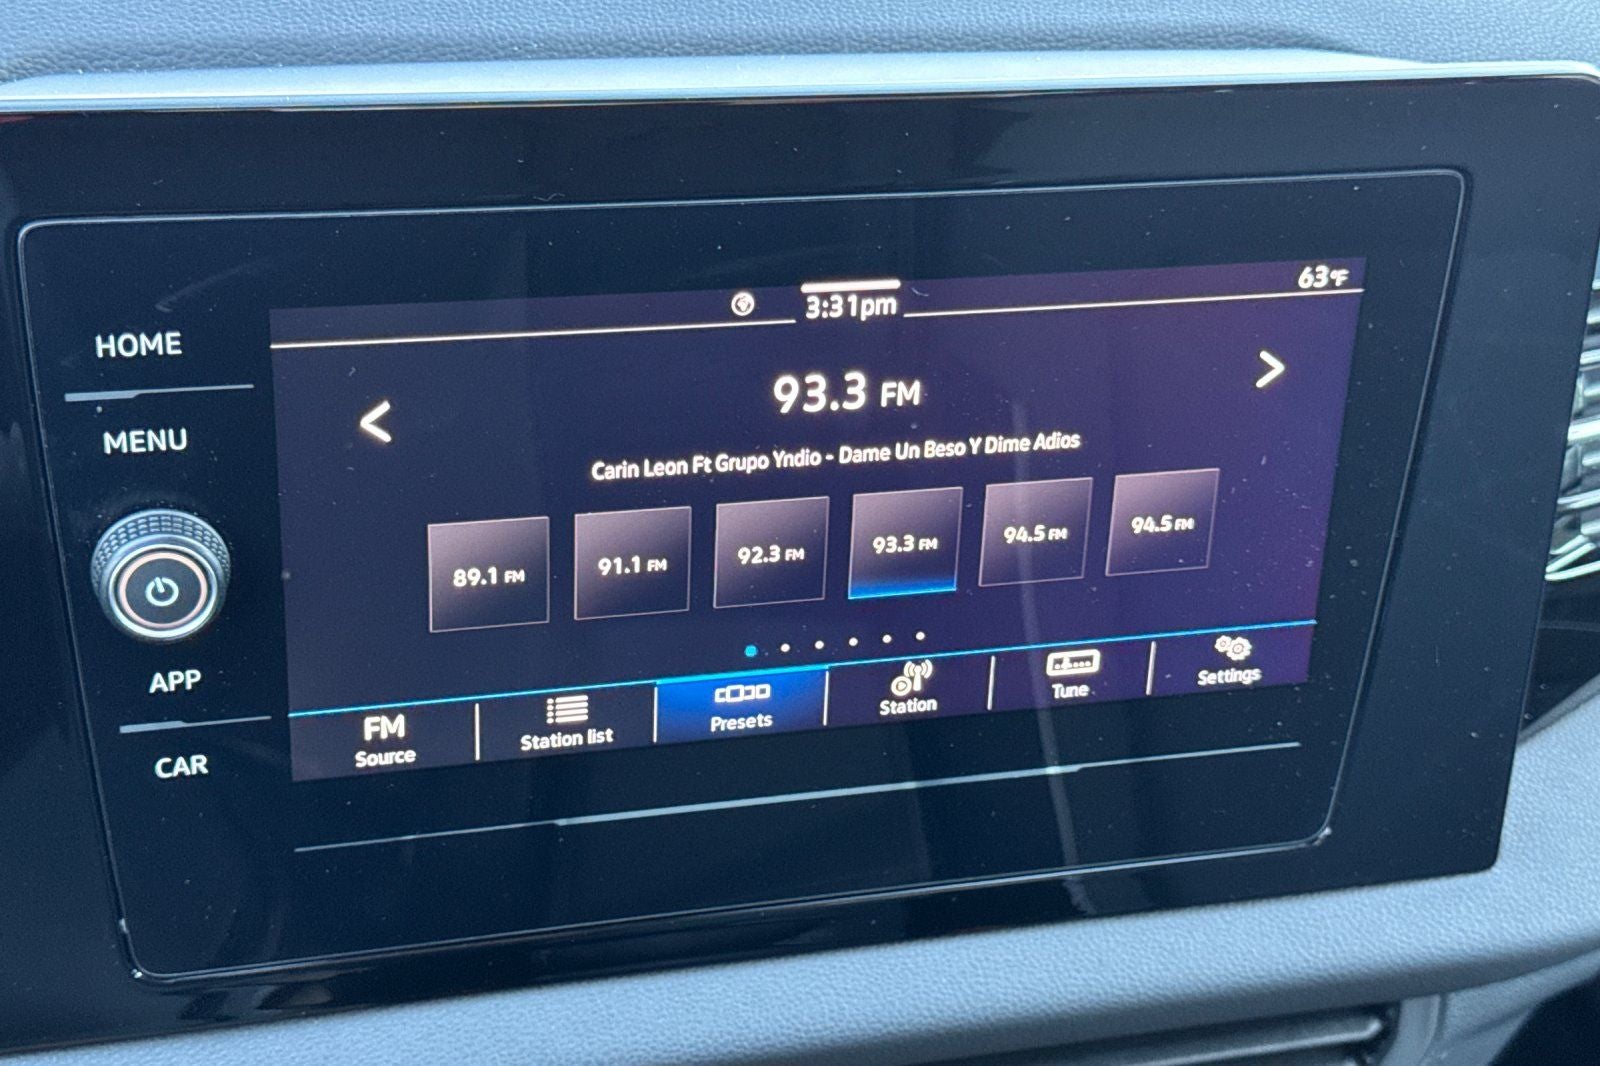 3:31pm
63°F
HOME
MENU
APP
CAR
93.3 FM
Carin Leon Ft Grupo Yndio - Dame Un Beso Y Dime Adios
89.1 FM
91.1 FM
92.3 FM
93.3 FM
94.5 FM
94.5 FM
FM
Source
Station list
Presets
Station
Tune
Settings